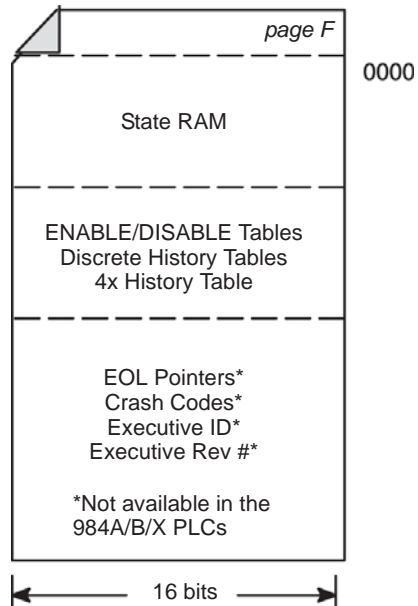 page F
0000
State RAM
ENABLE/DISABLE Tables
Discrete History Tables
4x History Table
EOL Pointers*
Crash Codes*
Executive ID*
Executive Rev #*
*Not available in the
984A/B/X PLCs
16 bits